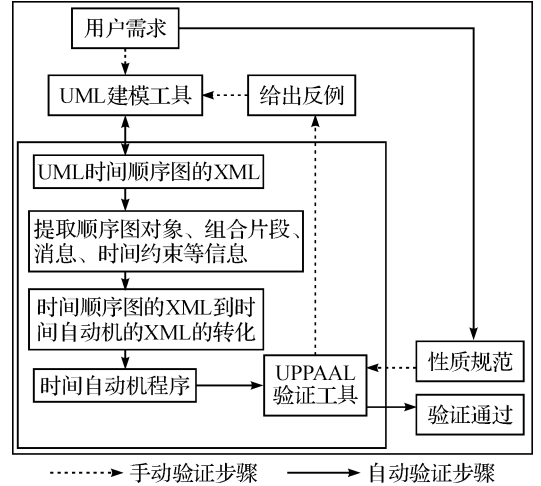 用户需求
UML建模工具
给出反例
UML时间顺序图的XML
提取顺序图对象、组合片段、
消息、时间约束等信息
时间顺序图的XML到时
间自动机的XML的转化
时间自动机程序
UPPAAL
验证工具
性质规范
验证通过
手动验证步骤
自动验证步骤